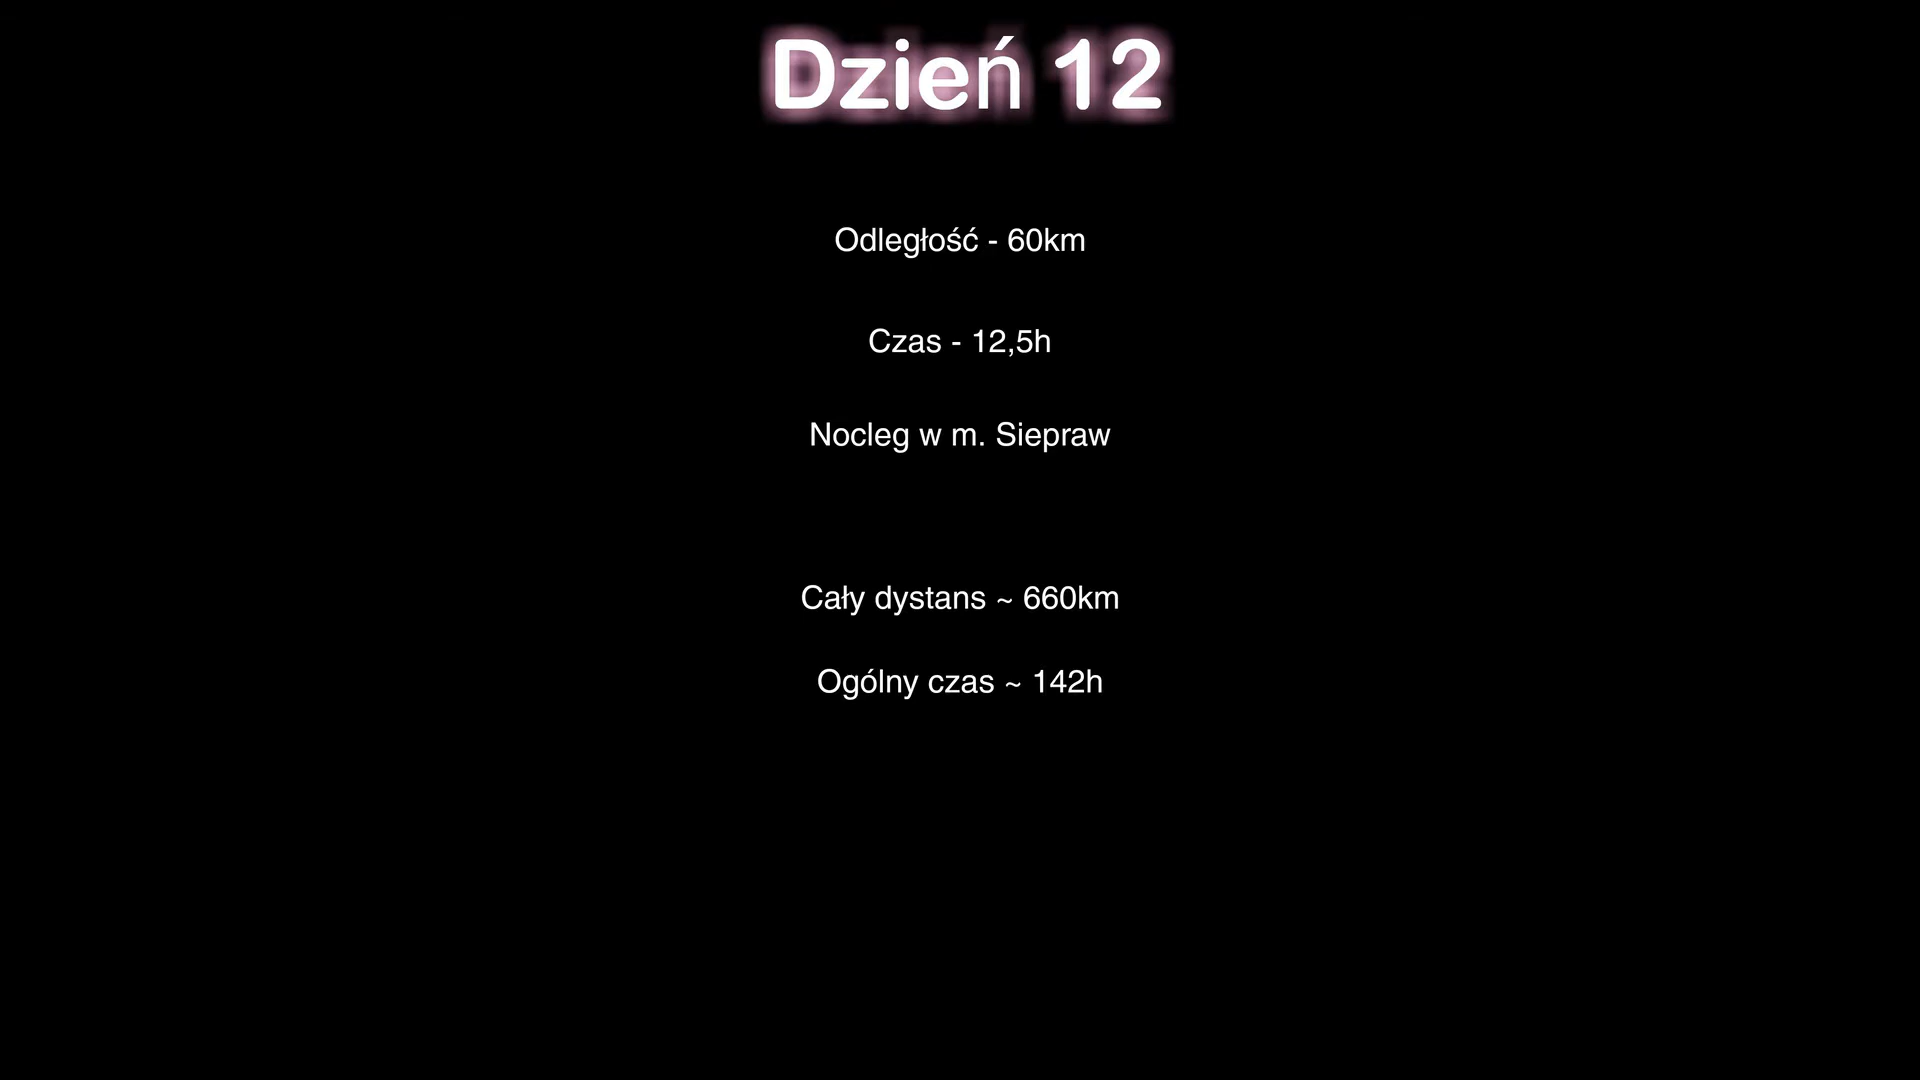 Dzień 12
Odległość - 60km
Czas - 12,5h
Nocleg w m. Siepraw
Cały dystans ~ 660km
Ogólny czas ~ 142h